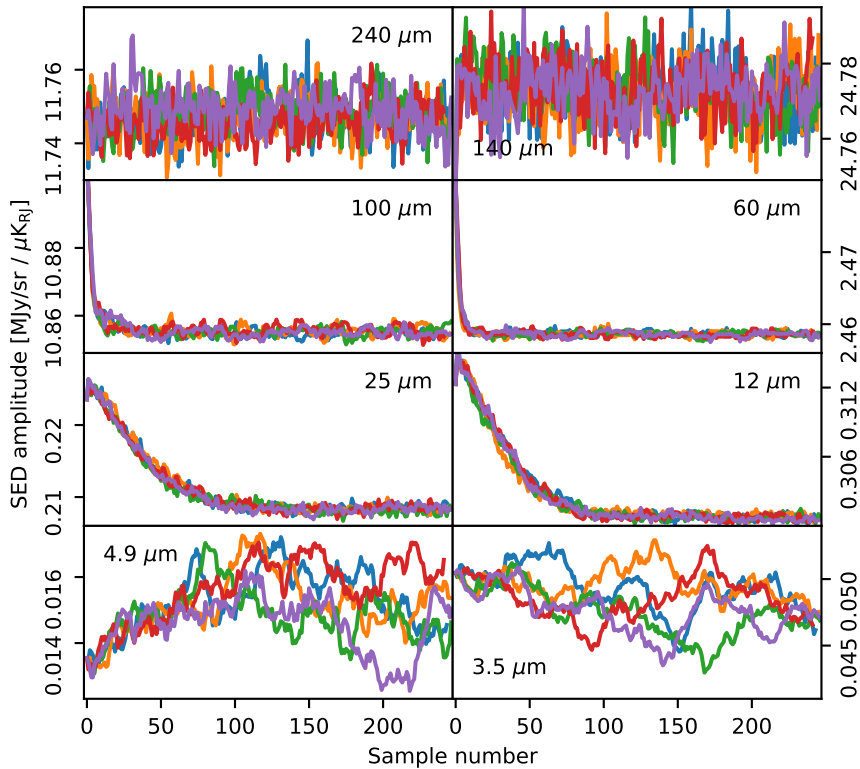 240 μm
11.76
11.74
140 μm
24.78
24.76
100 μm
10.88
10.86
60 μm
2.47
2.46
25 μm
0.22
0.21
12 μm
0.312
0.306
4.9 μm
0.016
0.014
3.5 μm
0.050
0.045
SED amplitude [MJy/sr / μK_RJ]
0 50 100 150 200
0 50 100 150 200
Sample number